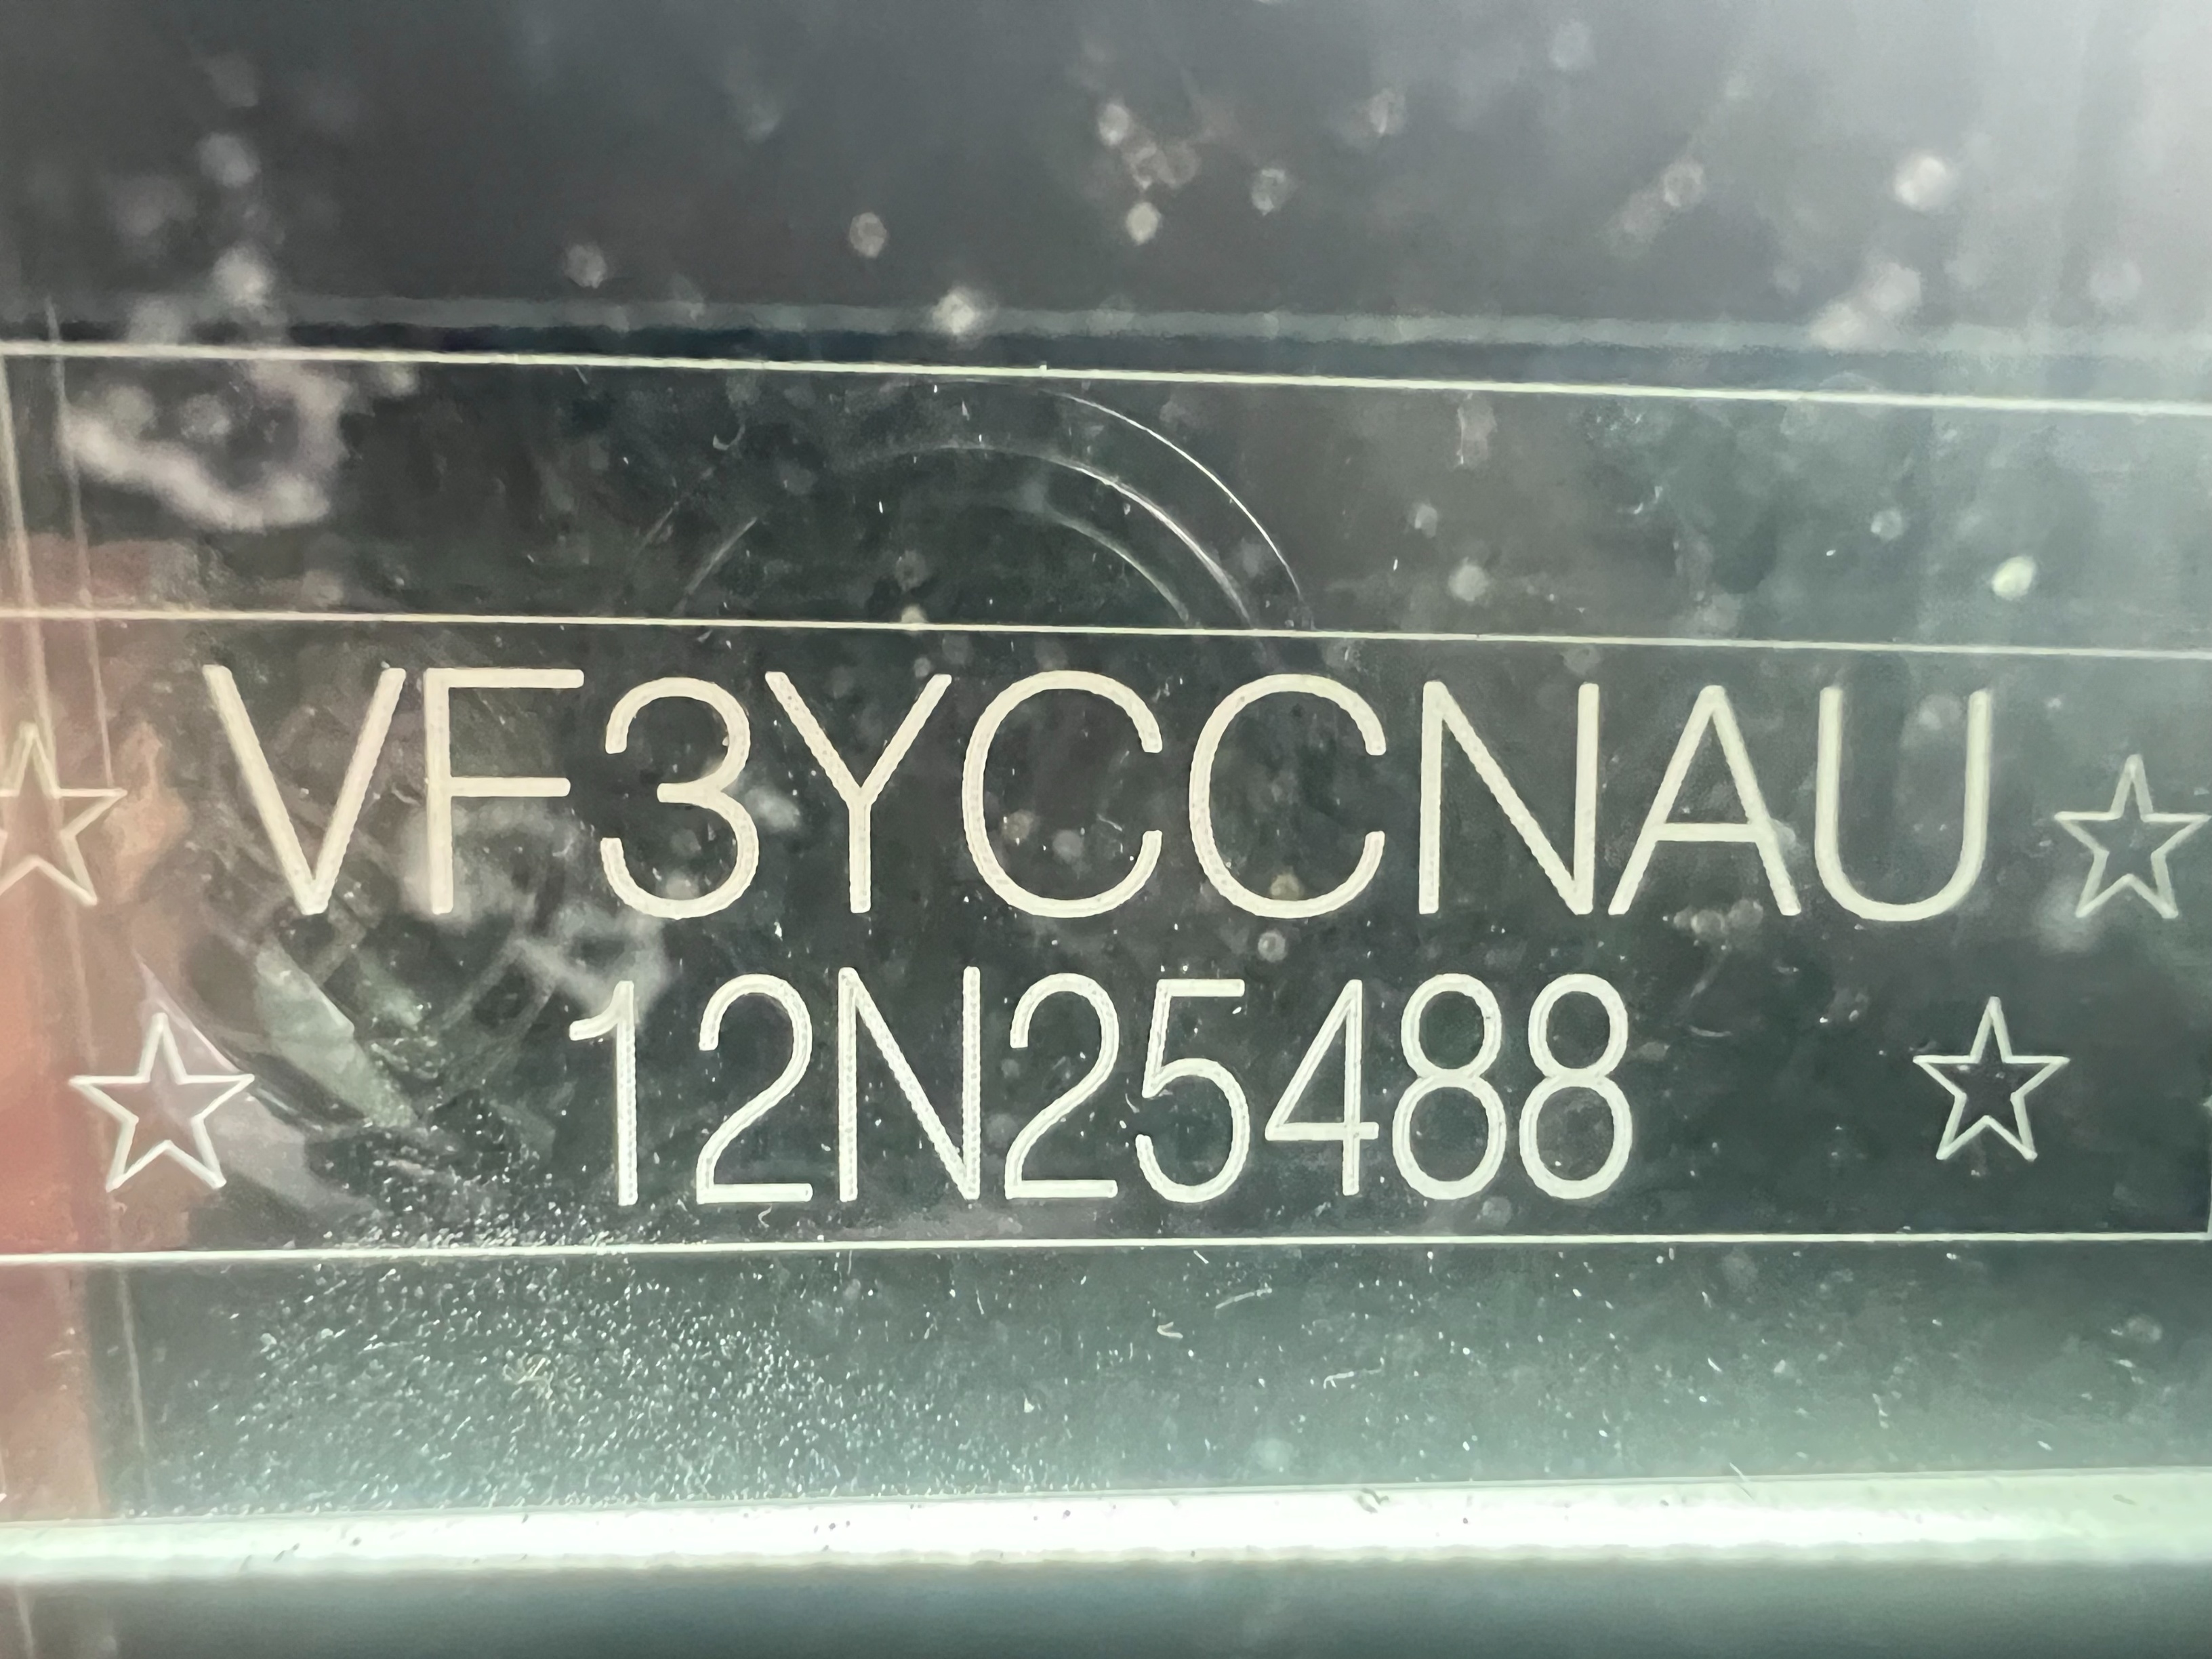 ☆ VF3YCCNAU ☆
☆ 12N25488 ☆